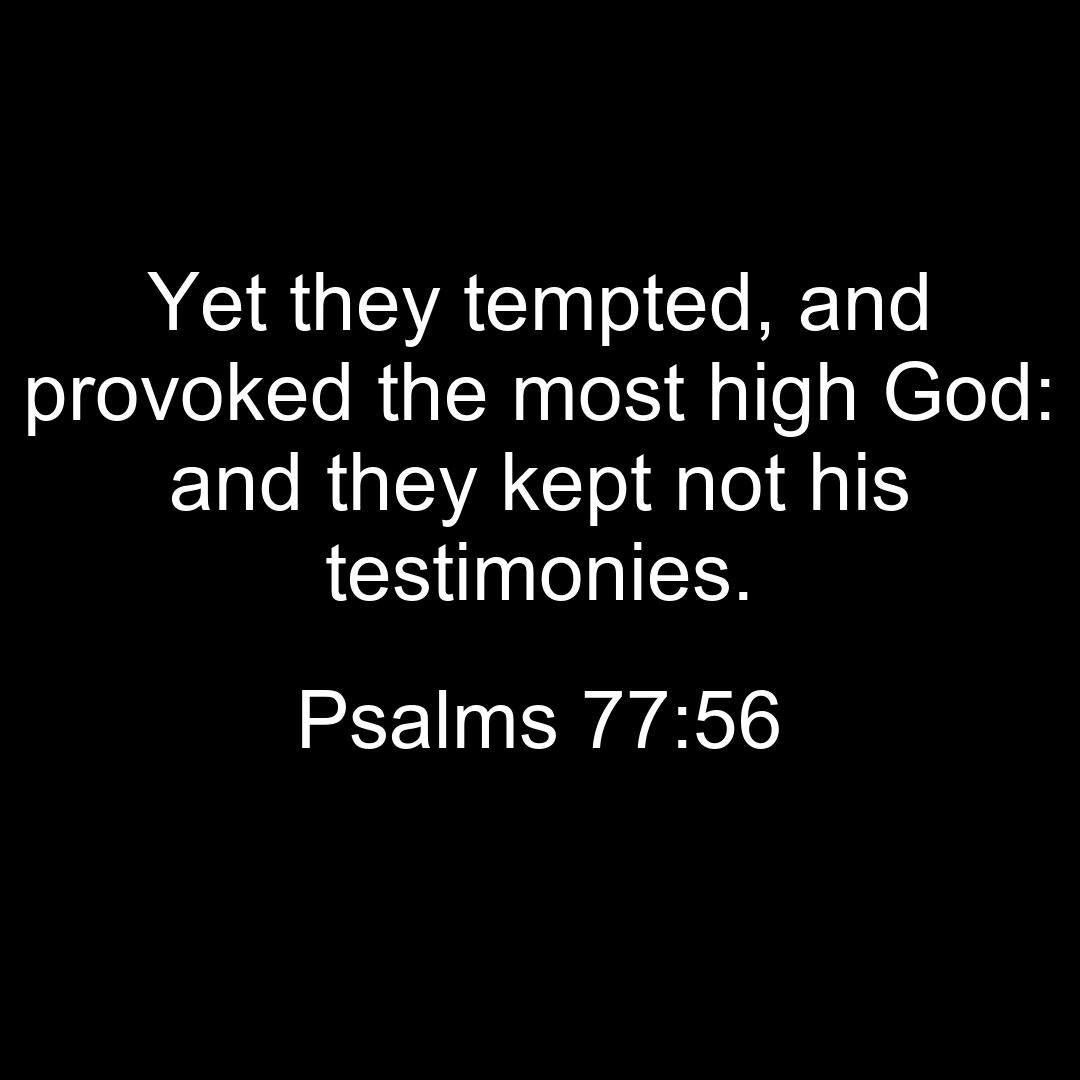 Yet they tempted, and
provoked the most high God:
and they kept not his
testimonies.
Psalms 77:56